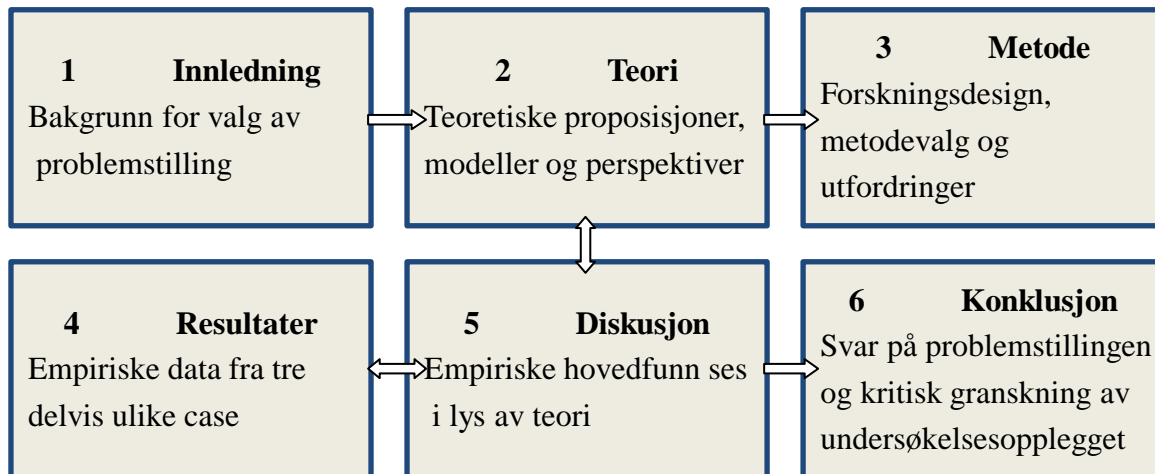 1 Innledning
Bakgrunn for valg av
problemstilling
2 Teori
Teoretiske proposisjoner,
modeller og perspektiver
3 Metode
Forskningsdesign,
metodevalg og
utfordringer
4 Resultater
Empiriske data fra tre
delvis ulike case
5 Diskusjon
Empiriske hovedfunn ses
i lys av teori
6 Konklusjon
Svar på problemstillingen
og kritisk granskning av
undersøkelsesopplegget